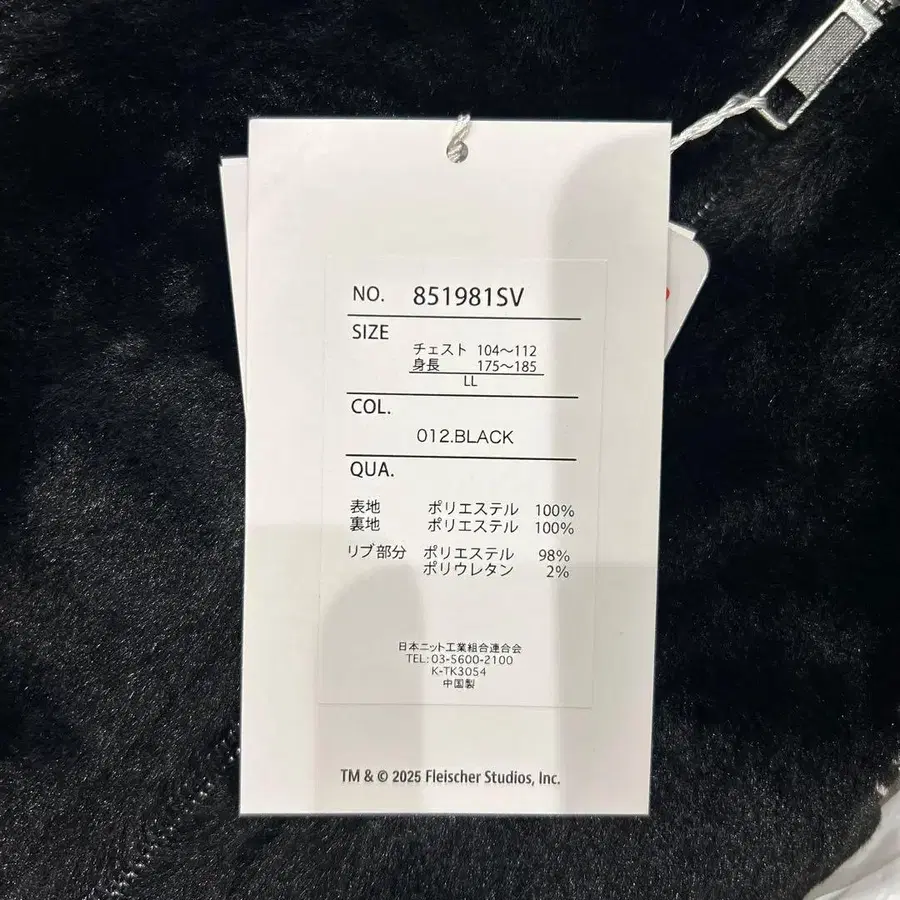 NO. 851981SV
SIZE
チェスト 104〜112
身長 175〜185
LL
COL.
012.BLACK
QUA.
表地 ポリエステル 100%
裏地 ポリエステル 100%
リブ部分 ポリエステル 98%
ポリウレタン 2%
日本ニット工業組合連合会
TEL:03-5600-2100
K-TK3054
中国製
TM & © 2025 Fleischer Studios, Inc.